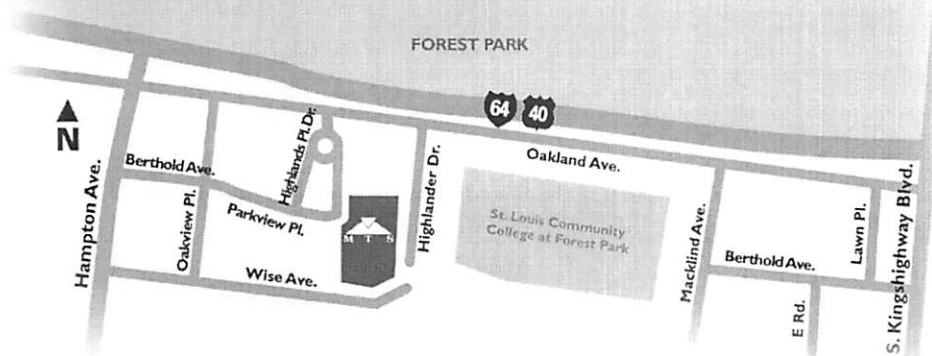 FOREST PARK
64
40
N
Hampton Ave.
Berthold Ave.
Oakview Pl.
Highlands Pl.Dr.
Parkview Pl.
Wise Ave.
M T S
Highlander Dr.
Oakland Ave.
St. Louis Community
College at Forest Park
Macklind Ave.
Berthold Ave.
E Rd.
Lawn Pl.
S. Kingshighway Blvd.